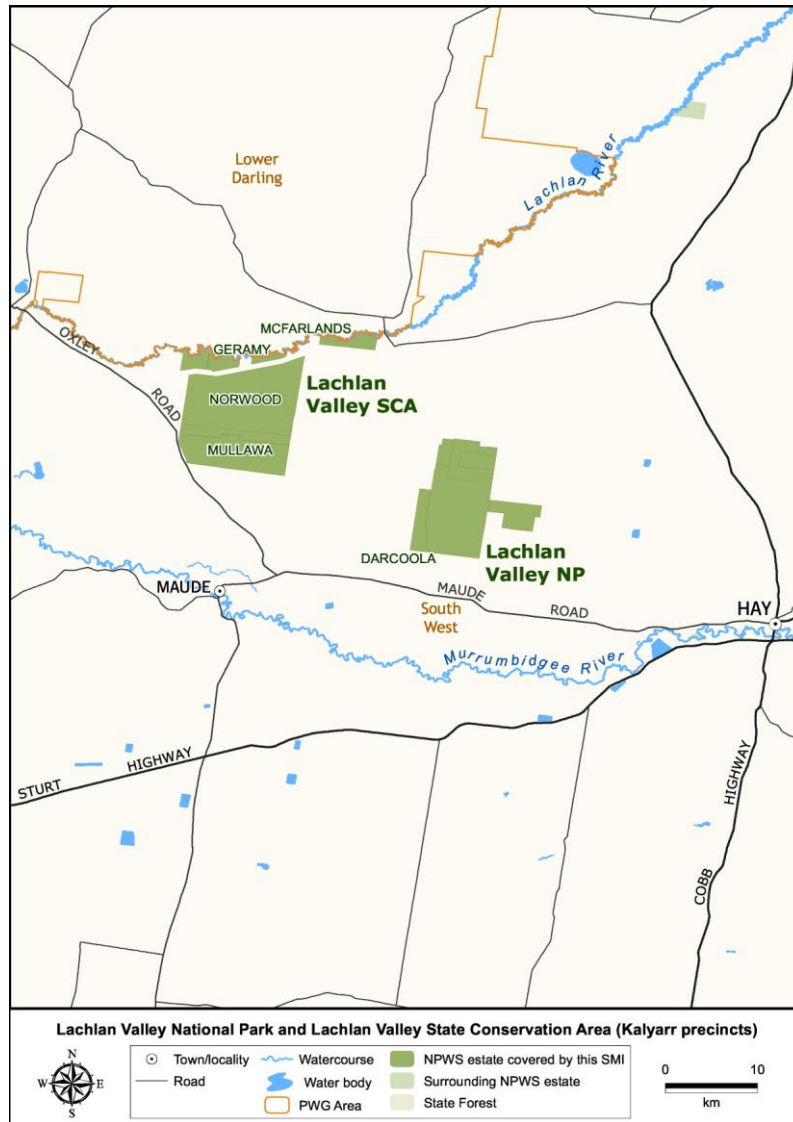 Lower
Darling
Lachlan River
MCFARLANDS
GERAMY
OXLEY
ROAD
NORWOOD
Lachlan
Valley SCA
MULLAWA
DARCOOLA
Lachlan
Valley NP
MAUDE
MAUDE
ROAD
South
West
HAY
Murrumbidgee River
STURT
HIGHWAY
HIGHWAY
COBB
Lachlan Valley National Park and Lachlan Valley State Conservation Area (Kalyarr precincts)
N
W
E
S
Town/locality
Road
Watercourse
Water body
PWG Area
NPWS estate covered by this SMI
Surrounding NPWS estate
State Forest
0 10
km